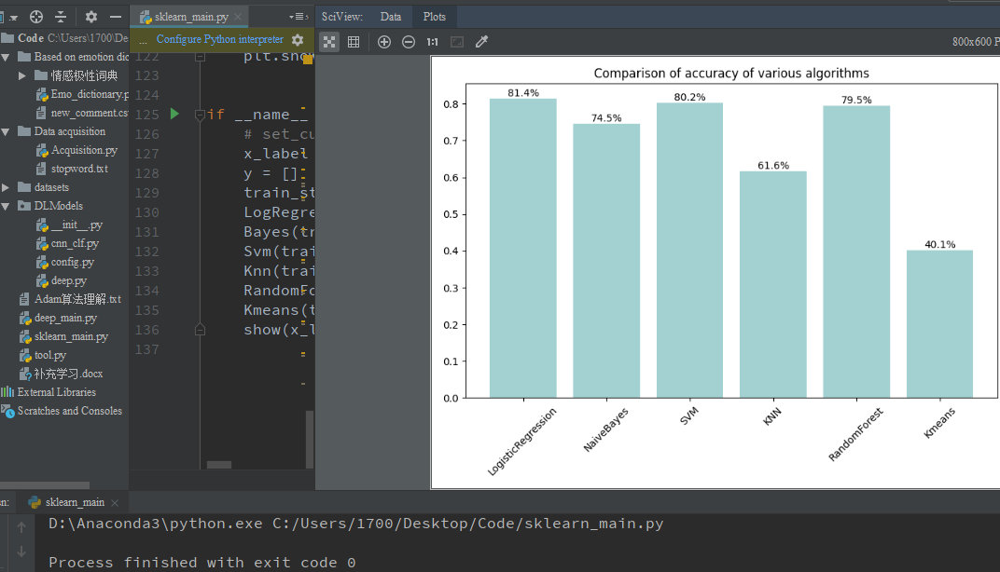 sklearn_main.py
SciView:
Data
Plots
Code C:\Users\1700\De
... Configure Python interpreter
1:1
800x600 P
Based on emotion dic
情感极性词典
Emo_dictionary.p
new_comment.cs
Data acquisition
Acquisition.py
stopword.txt
datasets
DLModels
__init__.py
cnn_clf.py
config.py
deep.py
Adam算法理解.txt
deep_main.py
sklearn_main.py
tool.py
补充学习.docx
External Libraries
Scratches and Consoles
122 plt.show
123
124
125 if __name__
126 # set_cu
127 x_label
128 y = []
129 train_st
130 LogRegre
131 Bayes(tr
132 Svm(trai
133 Knn(trai
134 RandomFo
135 Kmeans(t
136 show(x_l
137
Comparison of accuracy of various algorithms
81.4%
74.5%
80.2%
61.6%
79.5%
40.1%
0.8
0.7
0.6
0.5
0.4
0.3
0.2
0.1
0.0
LogisticRegression
NaiveBayes
SVM
KNN
RandomForest
Kmeans
n:
sklearn_main
D:\Anaconda3\python.exe C:/Users/1700/Desktop/Code/sklearn_main.py
Process finished with exit code 0